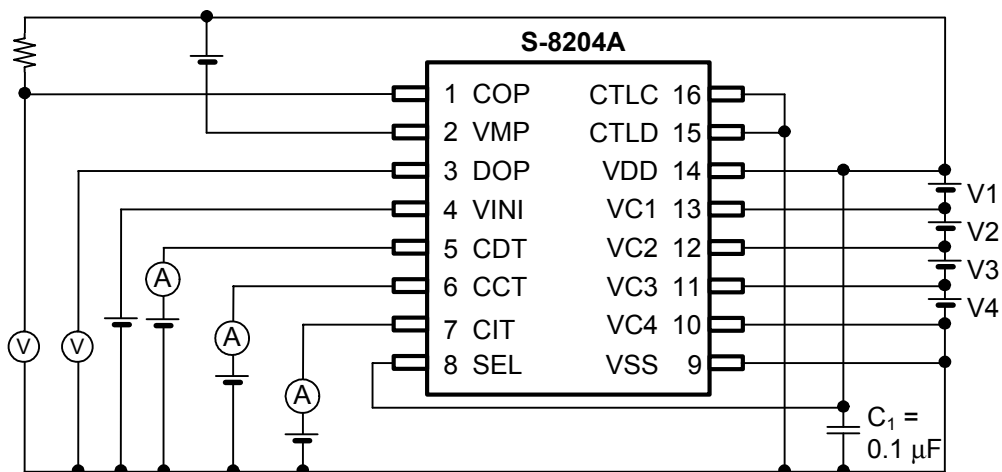 S-8204A
1 COP
2 VMP
3 DOP
4 VINI
5 CDT
6 CCT
7 CIT
8 SEL
CTLC 16
CTLD 15
VDD 14
VC1 13
VC2 12
VC3 11
VC4 10
VSS 9
V1
V2
V3
V4
V
V
A
A
A
C₁ =
0.1 μF